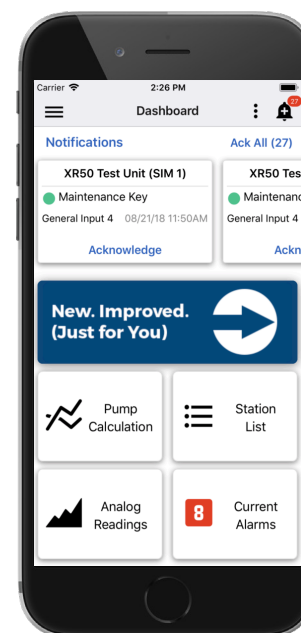 Carrier 2:26 PM
Dashboard 27
Notifications Ack All (27)
XR50 Test Unit (SIM 1)
Maintenance Key
General Input 4 08/21/18 11:50AM
Acknowledge
XR50 Tes
Maintenanc
General Input 4
Ackn
New. Improved.
(Just for You)
Pump
Calculation
Station
List
Analog
Readings
8
Current
Alarms